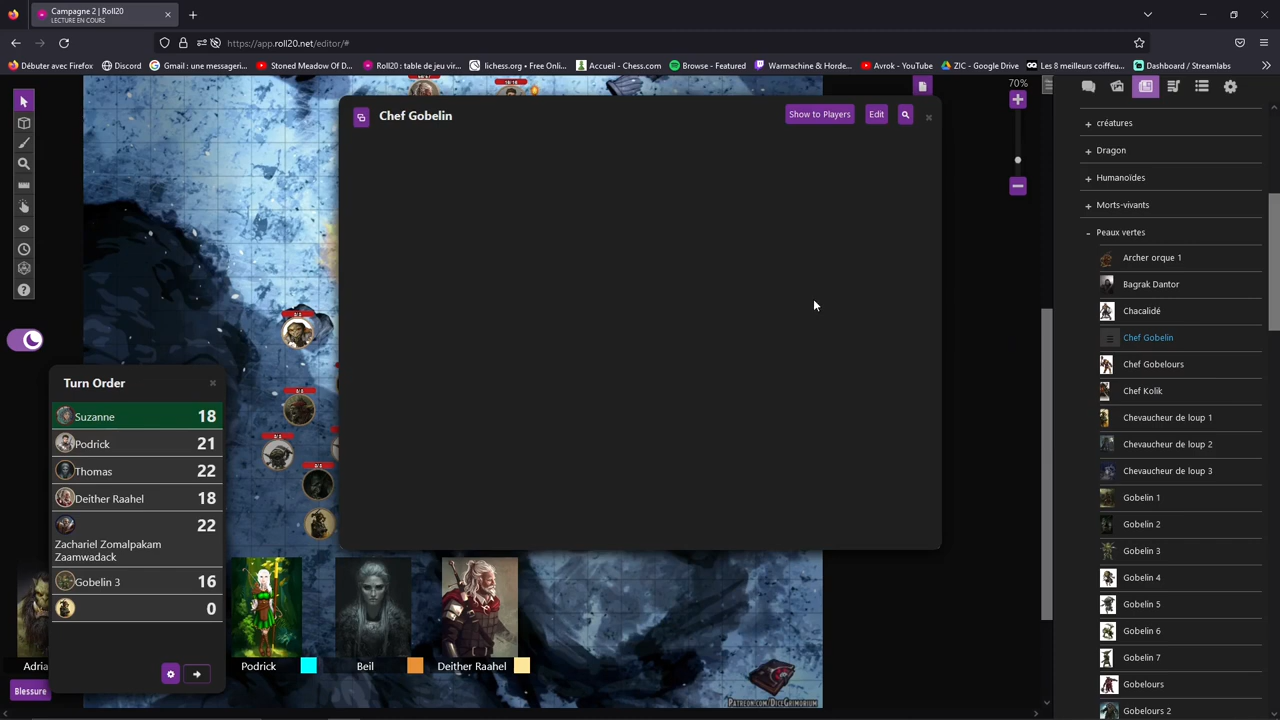 Campagne 2 | Roll20
LECTURE EN COURS
https://app.roll20.net/editor/#
Débuter avec Firefox
Discord
Gmail : une messageri...
Stoned Meadow Of D...
Roll20 : table de jeu vir...
lichess.org • Free Onli...
Accueil - Chess.com
Browse - Featured
Warmachine & Horde...
Avrok - YouTube
ZIC - Google Drive
Les 8 meilleurs coiffeu...
Dashboard / Streamlabs
70%
Chef Gobelin
Show to Players
Edit
créatures
Dragon
Humanoïdes
Morts-vivants
Peaux vertes
Archer orque 1
Bagrak Dantor
Chacalidé
Chef Gobelin
Chef Gobelours
Chef Kolik
Chevaucheur de loup 1
Chevaucheur de loup 2
Chevaucheur de loup 3
Gobelin 1
Gobelin 2
Gobelin 3
Gobelin 4
Gobelin 5
Gobelin 6
Gobelin 7
Gobelours
Gobelours 2
Turn Order
Suzanne 18
Podrick 21
Thomas 22
Deither Raahel 18
22
Zachariel Zomalpakam
Zaamwadack
Gobelin 3 16
0
Adria
Podrick
Beil
Deither Raahel
Blessure
PATREON.COM/DICEGRIMORIUM